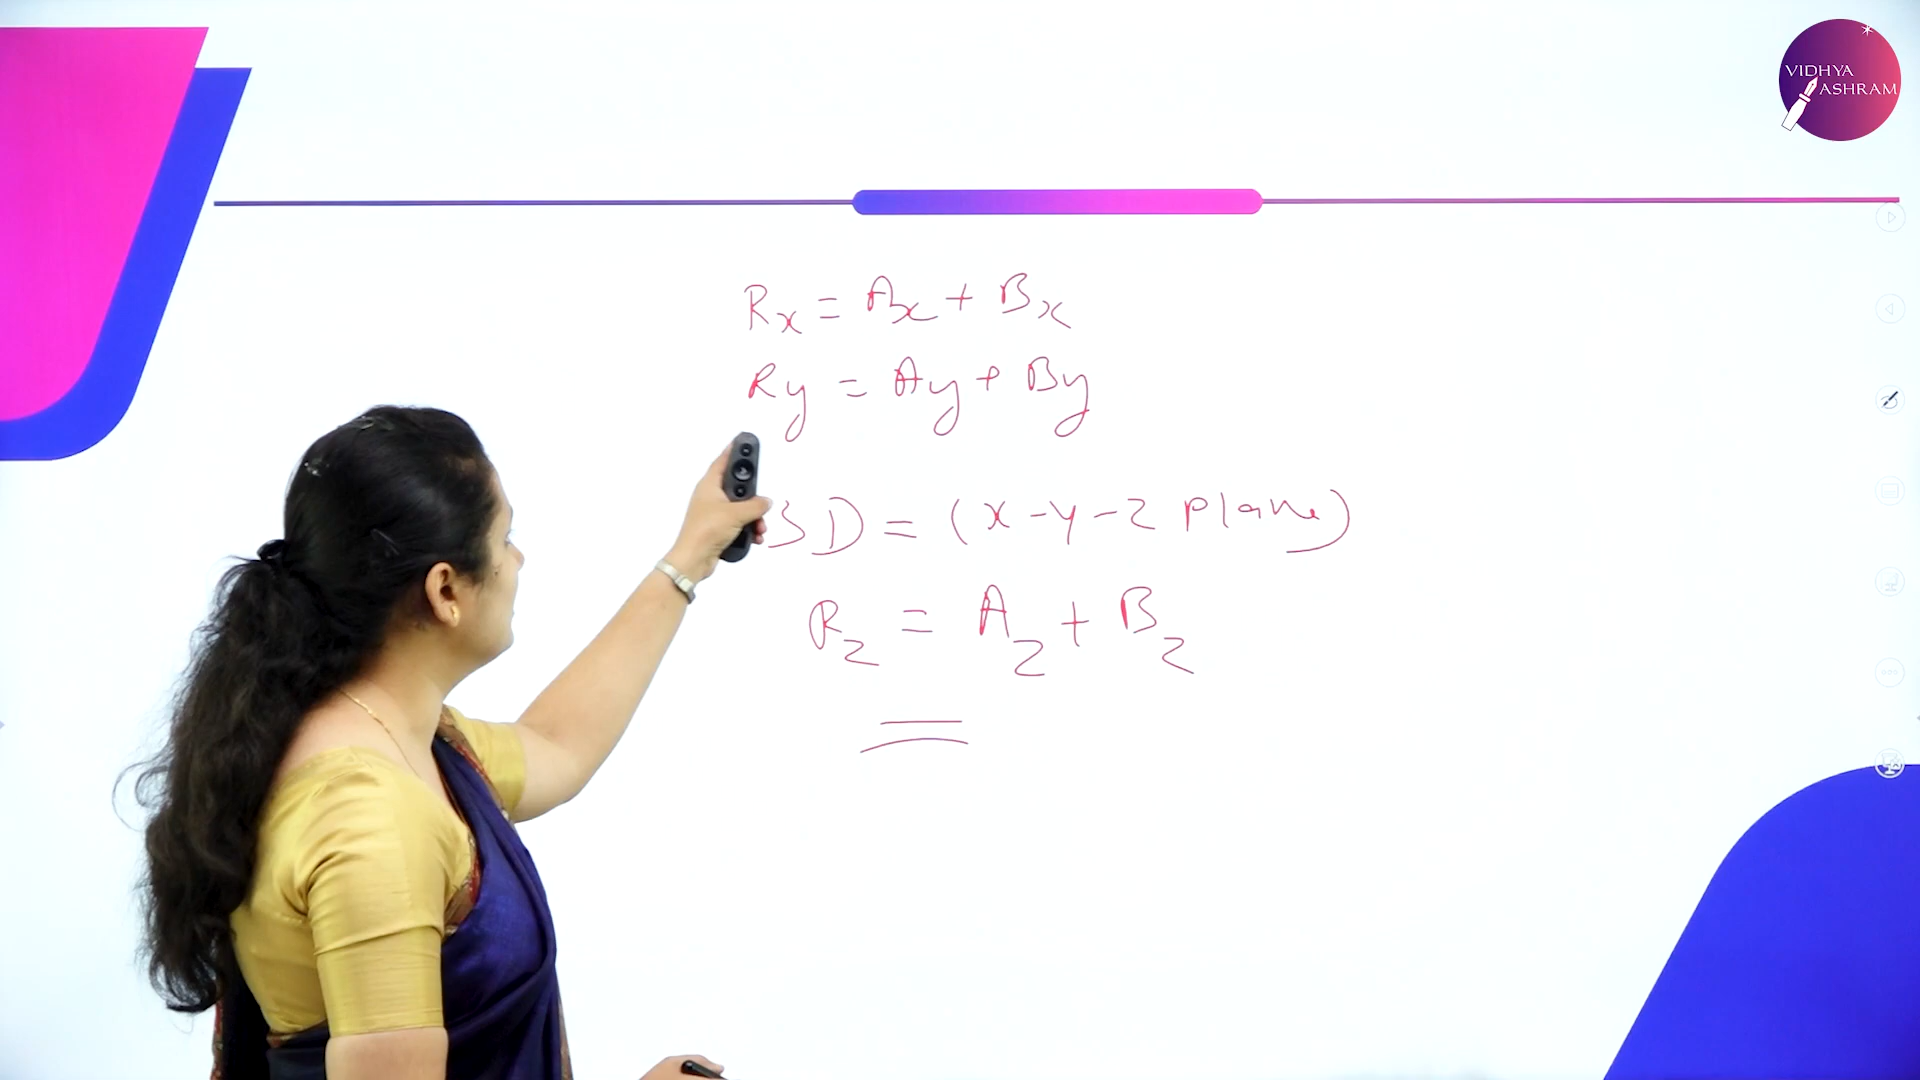 VIDHYA
ASHRAM
Rx = Ax + Bx
Ry = Ay + By
3D = (x-y-z plane)
Rz = Az + Bz